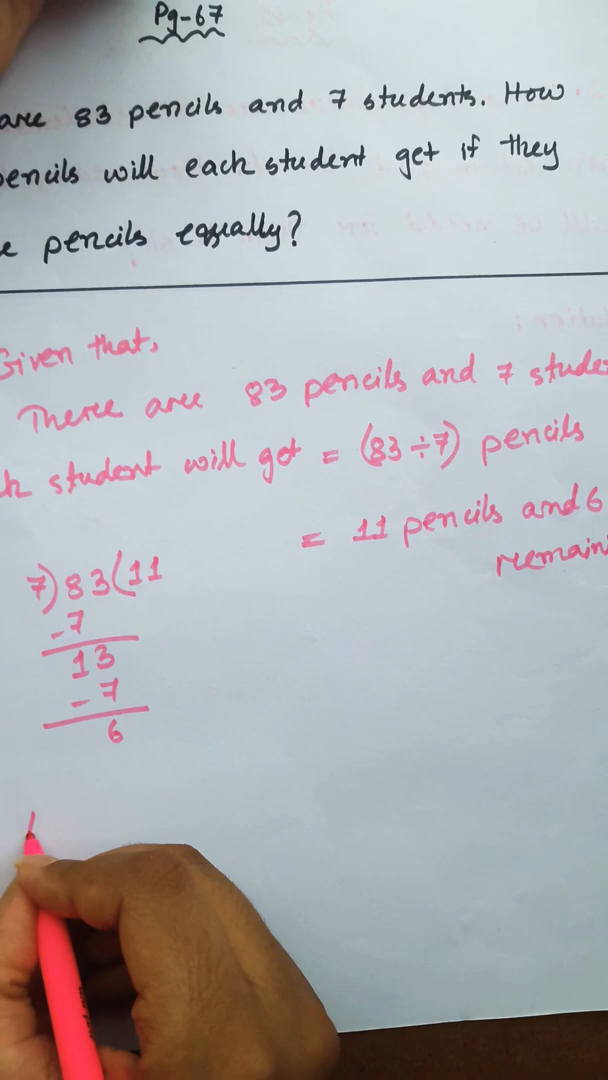 Pg-67
are 83 pencils and 7 students. How
pencils will each student get if they
pencils equally?
Given that,
There are 83 pencils and 7 stude
student will get = (83÷7) pencils
= 11 pencils and 6
remain
7)83(11
-7
13
-7
6